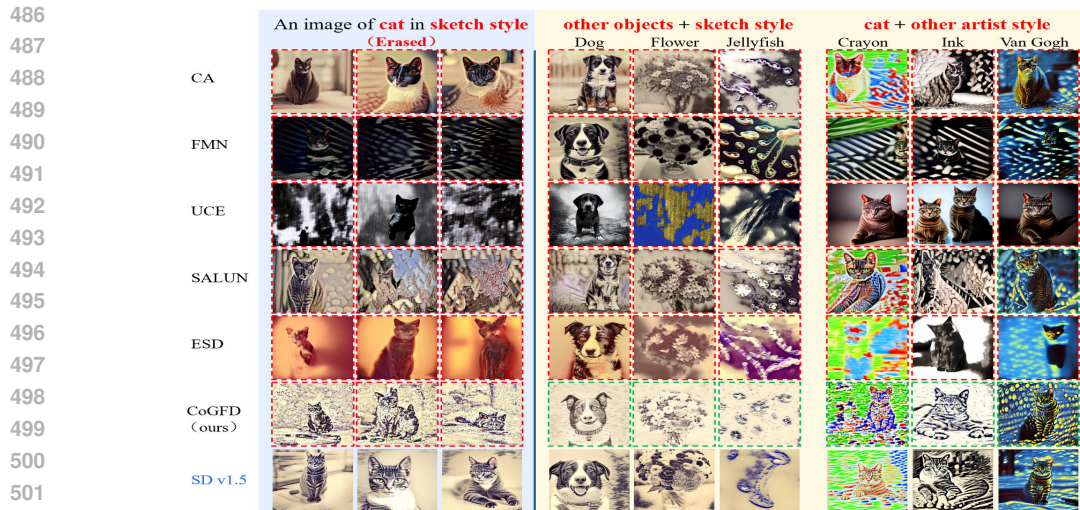 486
487
488
489
490
491
492
493
494
495
496
497
498
499
500
501
An image of cat in sketch style
（Erased）
other objects + sketch style
Dog Flower Jellyfish
cat + other artist style
Crayon Ink Van Gogh
CA
FMN
UCE
SALUN
ESD
CoGFD
（ours）
SD v1.5